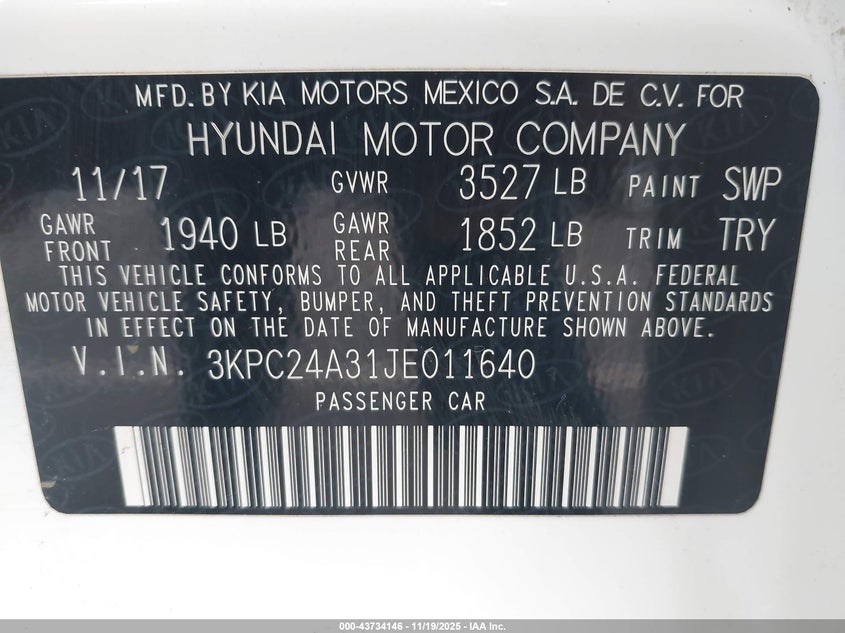 MFD. BY KIA MOTORS MEXICO S.A. DE C.V. FOR
HYUNDAI MOTOR COMPANY
11/17 GVWR 3527 LB PAINT SWP
GAWR FRONT 1940 LB GAWR REAR 1852 LB TRIM TRY
THIS VEHICLE CONFORMS TO ALL APPLICABLE U.S.A. FEDERAL
MOTOR VEHICLE SAFETY, BUMPER, AND THEFT PREVENTION STANDARDS
IN EFFECT ON THE DATE OF MANUFACTURE SHOWN ABOVE.
V.I.N. 3KPC24A31JE011640
PASSENGER CAR
000-43734146 - 11/19/2025 - IAA Inc.